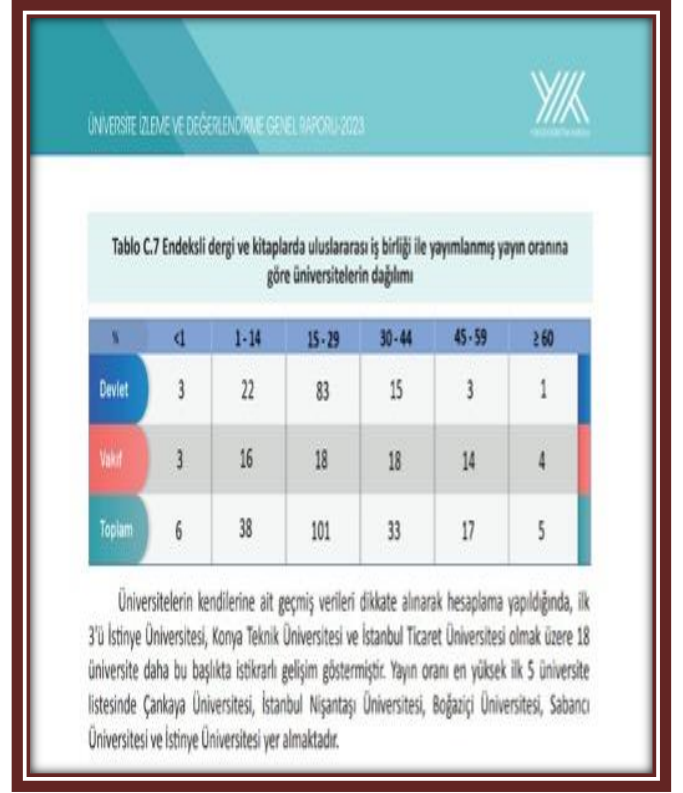 ÜNİVERSİTE İZLEME VE DEĞERLENDİRME GENEL RAPORU-2023
YÜKSEKÖĞRETİM KURULU
Tablo C.7 Endeksli dergi ve kitaplarda uluslararası iş birliği ile yayımlanmış yayın oranına
göre üniversitelerin dağılımı
% <1 1 - 14 15 - 29 30 - 44 45 - 59 ≥ 60
Devlet 3 22 83 15 3 1
Vakıf 3 16 18 18 14 4
Toplam 6 38 101 33 17 5
Üniversitelerin kendilerine ait geçmiş verileri dikkate alınarak hesaplama yapıldığında, ilk
3'ü İstinye Üniversitesi, Konya Teknik Üniversitesi ve İstanbul Ticaret Üniversitesi olmak üzere 18
üniversite daha bu başlıkta istikrarlı gelişim göstermiştir. Yayın oranı en yüksek ilk 5 üniversite
listesinde Çankaya Üniversitesi, İstanbul Nişantaşı Üniversitesi, Boğaziçi Üniversitesi, Sabancı
Üniversitesi ve İstinye Üniversitesi yer almaktadır.